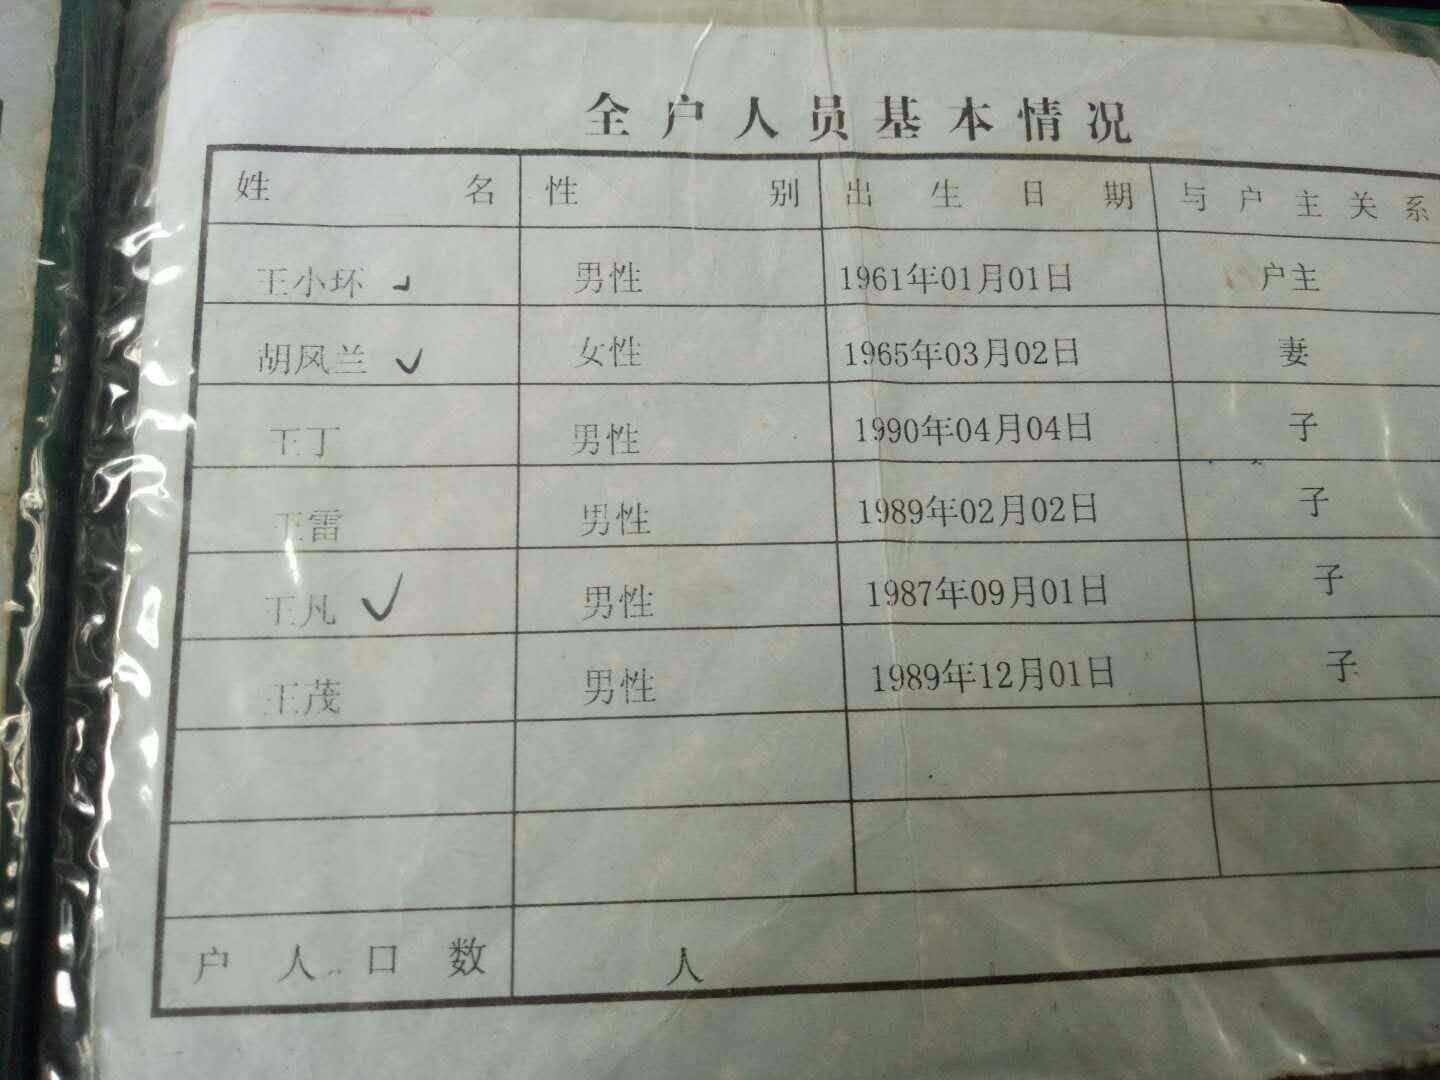 全户人员基本情况
姓名 性别 出生日期 与户主关系
王小环 男性 1961年01月01日 户主
胡风兰 女性 1965年03月02日 妻
王丁 男性 1990年04月04日 子
王雷 男性 1989年02月02日 子
王凡 男性 1987年09月01日 子
王茂 男性 1989年12月01日 子
户人口数 人